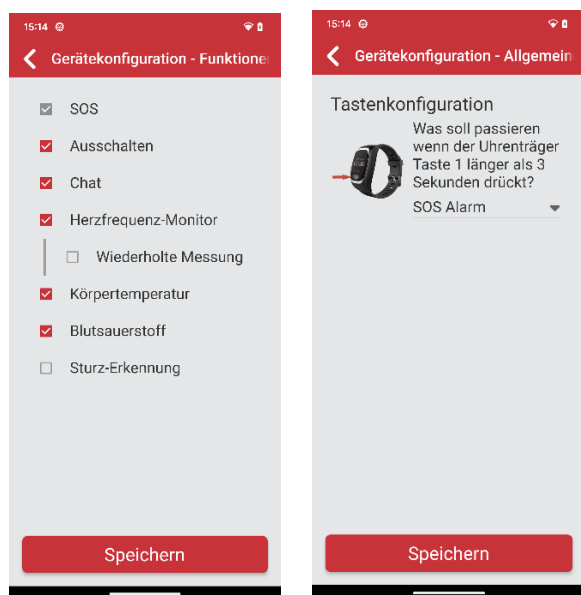 15:14
Gerätekonfiguration - Funktione
SOS
Ausschalten
Chat
Herzfrequenz-Monitor
Wiederholte Messung
Körpertemperatur
Blutsauerstoff
Sturz-Erkennung
Speichern
15:14
Gerätekonfiguration - Allgemein
Tastenkonfiguration
Was soll passieren
wenn der Uhrenträger
Taste 1 länger als 3
Sekunden drückt?
SOS Alarm
Speichern